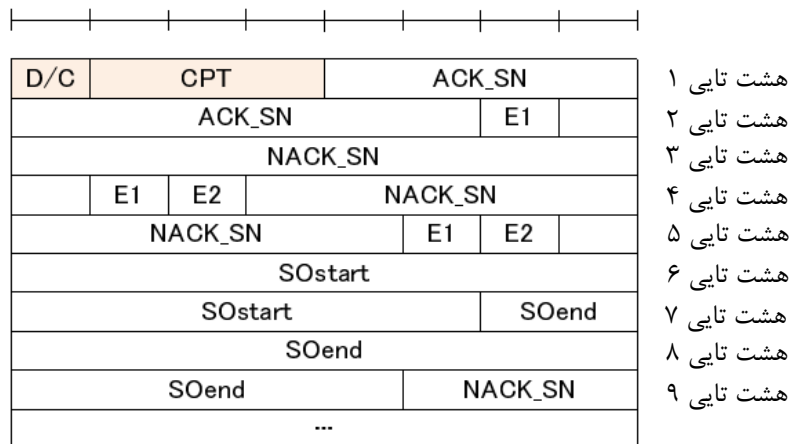 D/C CPT ACK_SN هشت تایی ۱
ACK_SN E1 هشت تایی ۲
NACK_SN هشت تایی ۳
E1 E2 NACK_SN هشت تایی ۴
NACK_SN E1 E2 هشت تایی ۵
SOstart هشت تایی ۶
SOstart SOend هشت تایی ۷
SOend هشت تایی ۸
SOend NACK_SN هشت تایی ۹
...